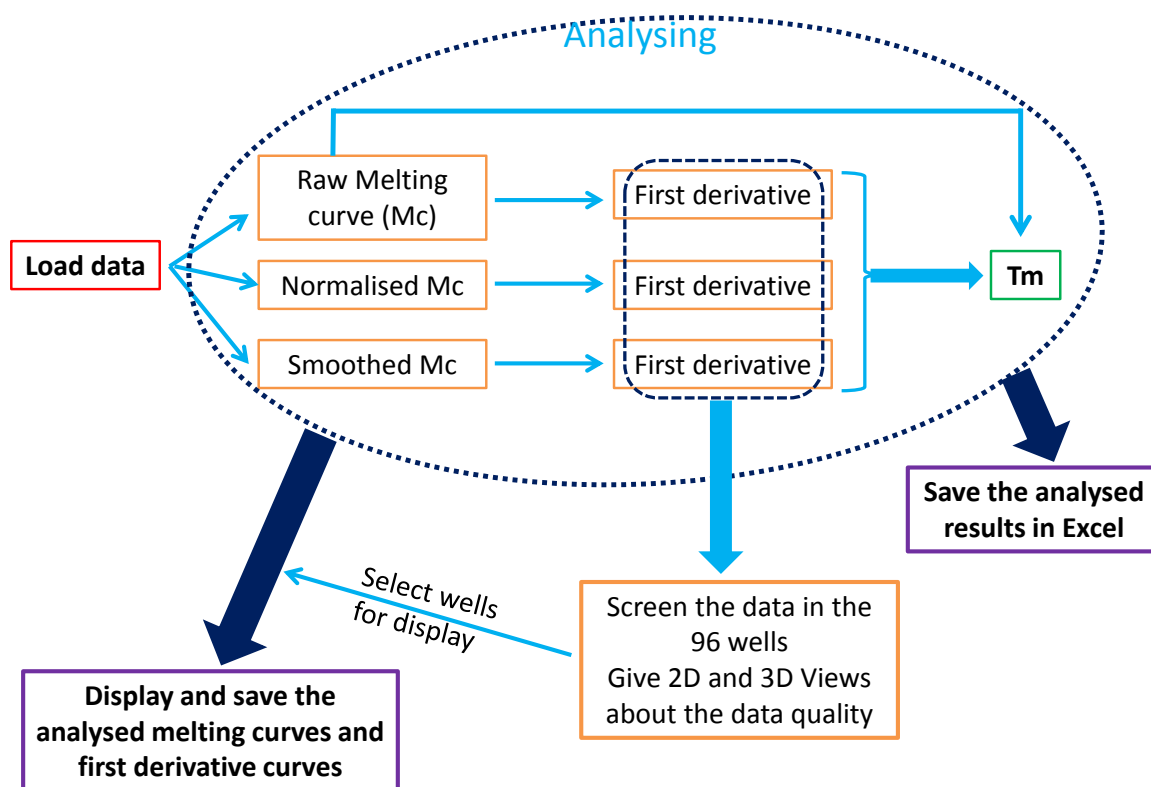 Analysing
Raw Melting
curve (Mc)
First derivative
Load data
Normalised Mc
First derivative
Tm
Smoothed Mc
First derivative
Save the analysed
results in Excel
Select wells
for display
Screen the data in the
96 wells
Give 2D and 3D Views
about the data quality
Display and save the
analysed melting curves and
first derivative curves